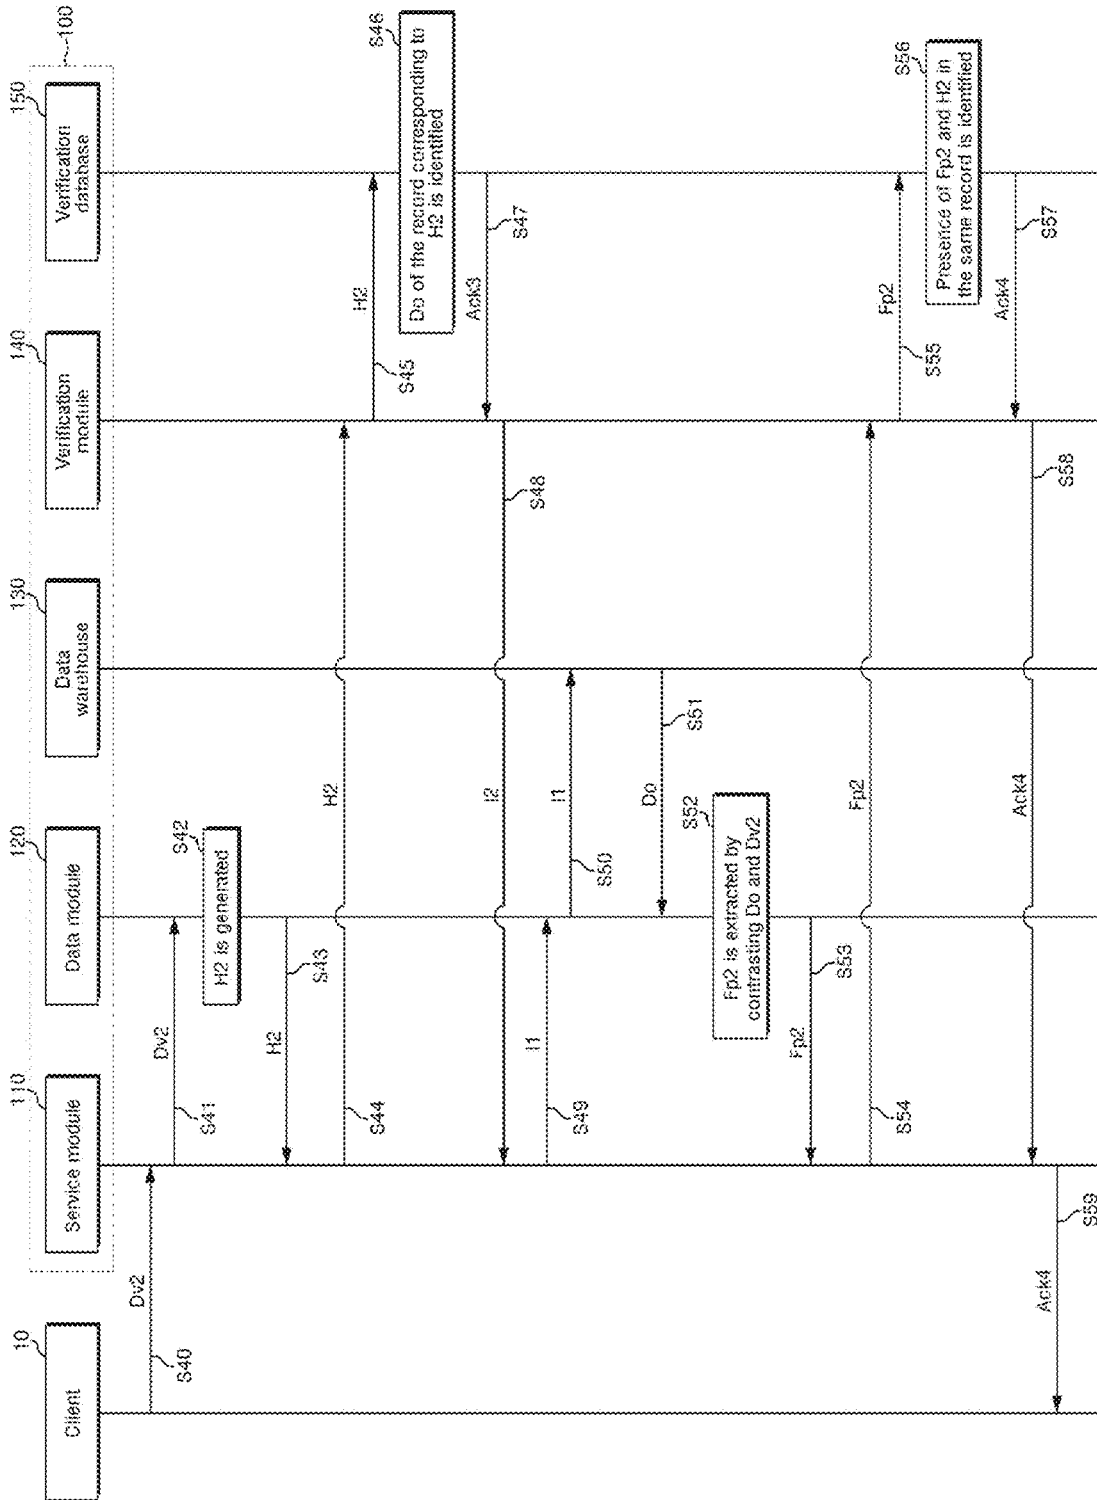 100
10
110
120
130
140
150
Client
Service module
Data module
Data
warehouse
Verification
module
Verification
database
Dv2
S40
Dv2
S41
S42
H2 is generated
H2
S43
H2
S44
H2
S45
S46
Do of the record corresponding to
H2 is identified
Ack3
S47
I2
S48
I1
S49
I1
S50
Do
S51
S52
Fp2 is extracted by
contrasting Do and Dv2
Fp2
S53
Fp2
S54
Fp2
S55
S56
Presence of Fp2 and H2 in
the same record is identified
Ack4
S57
Ack4
S58
Ack4
S59